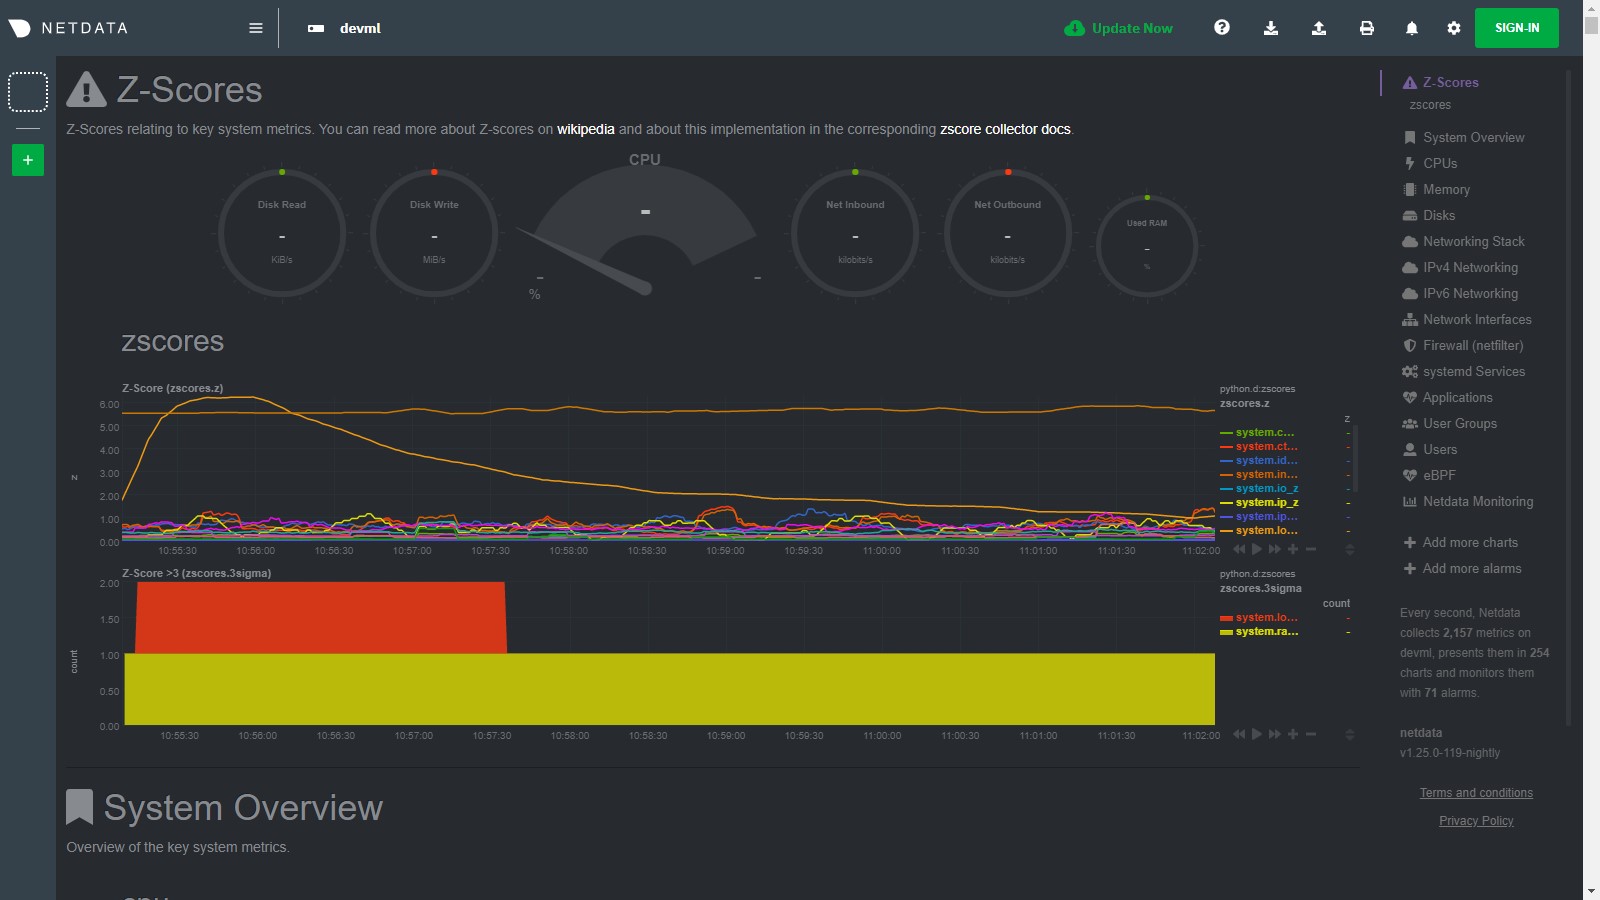 NETDATA
devml
Update Now
SIGN-IN
+
Z-Scores
Z-Scores relating to key system metrics. You can read more about Z-scores on wikipedia and about this implementation in the corresponding zscore collector docs.
Disk Read
-
KiB/s
Disk Write
-
MiB/s
CPU
-
-
-
%
Net Inbound
-
kilobits/s
Net Outbound
-
kilobits/s
Used RAM
-
%
zscores
Z-Score (zscores.z)
6.00
5.00
4.00
3.00
2.00
1.00
0.00
z
10:55:30 10:56:00 10:56:30 10:57:00 10:57:30 10:58:00 10:58:30 10:59:00 10:59:30 11:00:00 11:00:30 11:01:00 11:01:30 11:02:00
python.d:zscores
zscores.z
z
system.c... -
system.ct... -
system.id... -
system.in... -
system.io_z -
system.ip_z -
system.ip... -
system.lo... -
Z-Score >3 (zscores.3sigma)
2.00
1.50
1.00
0.50
0.00
count
10:55:30 10:56:00 10:56:30 10:57:00 10:57:30 10:58:00 10:58:30 10:59:00 10:59:30 11:00:00 11:00:30 11:01:00 11:01:30 11:02:00
python.d:zscores
zscores.3sigma
count
system.lo... -
system.ra... -
System Overview
Overview of the key system metrics.
Z-Scores
zscores
System Overview
CPUs
Memory
Disks
Networking Stack
IPv4 Networking
IPv6 Networking
Network Interfaces
Firewall (netfilter)
systemd Services
Applications
User Groups
Users
eBPF
Netdata Monitoring
Add more charts
Add more alarms
Every second, Netdata
collects 2,157 metrics on
devml, presents them in 254
charts and monitors them
with 71 alarms.
netdata
v1.25.0-119-nightly
Terms and conditions
Privacy Policy